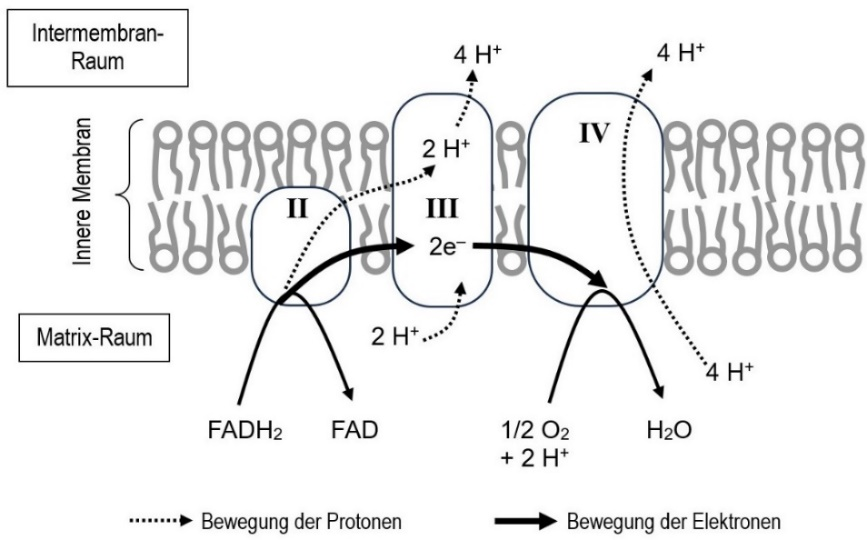 Intermembran-
Raum
4 H⁺
4 H⁺
Innere Membran
2 H⁺
IV
II
III
2e⁻
Matrix-Raum
2 H⁺
4 H⁺
FADH₂
FAD
1/2 O₂
+ 2 H⁺
H₂O
Bewegung der Protonen
Bewegung der Elektronen